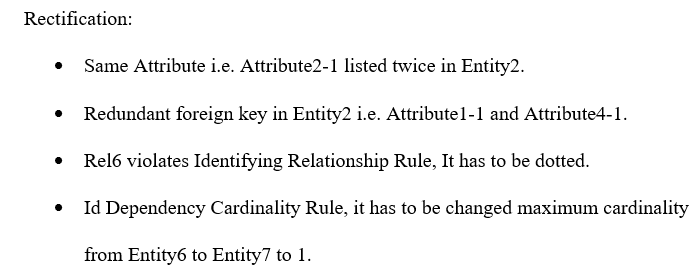 Rectification:
• Same Attribute i.e. Attribute2-1 listed twice in Entity2.
• Redundant foreign key in Entity2 i.e. Attribute1-1 and Attribute4-1.
• Rel6 violates Identifying Relationship Rule, It has to be dotted.
• Id Dependency Cardinality Rule, it has to be changed maximum cardinality
from Entity6 to Entity7 to 1.